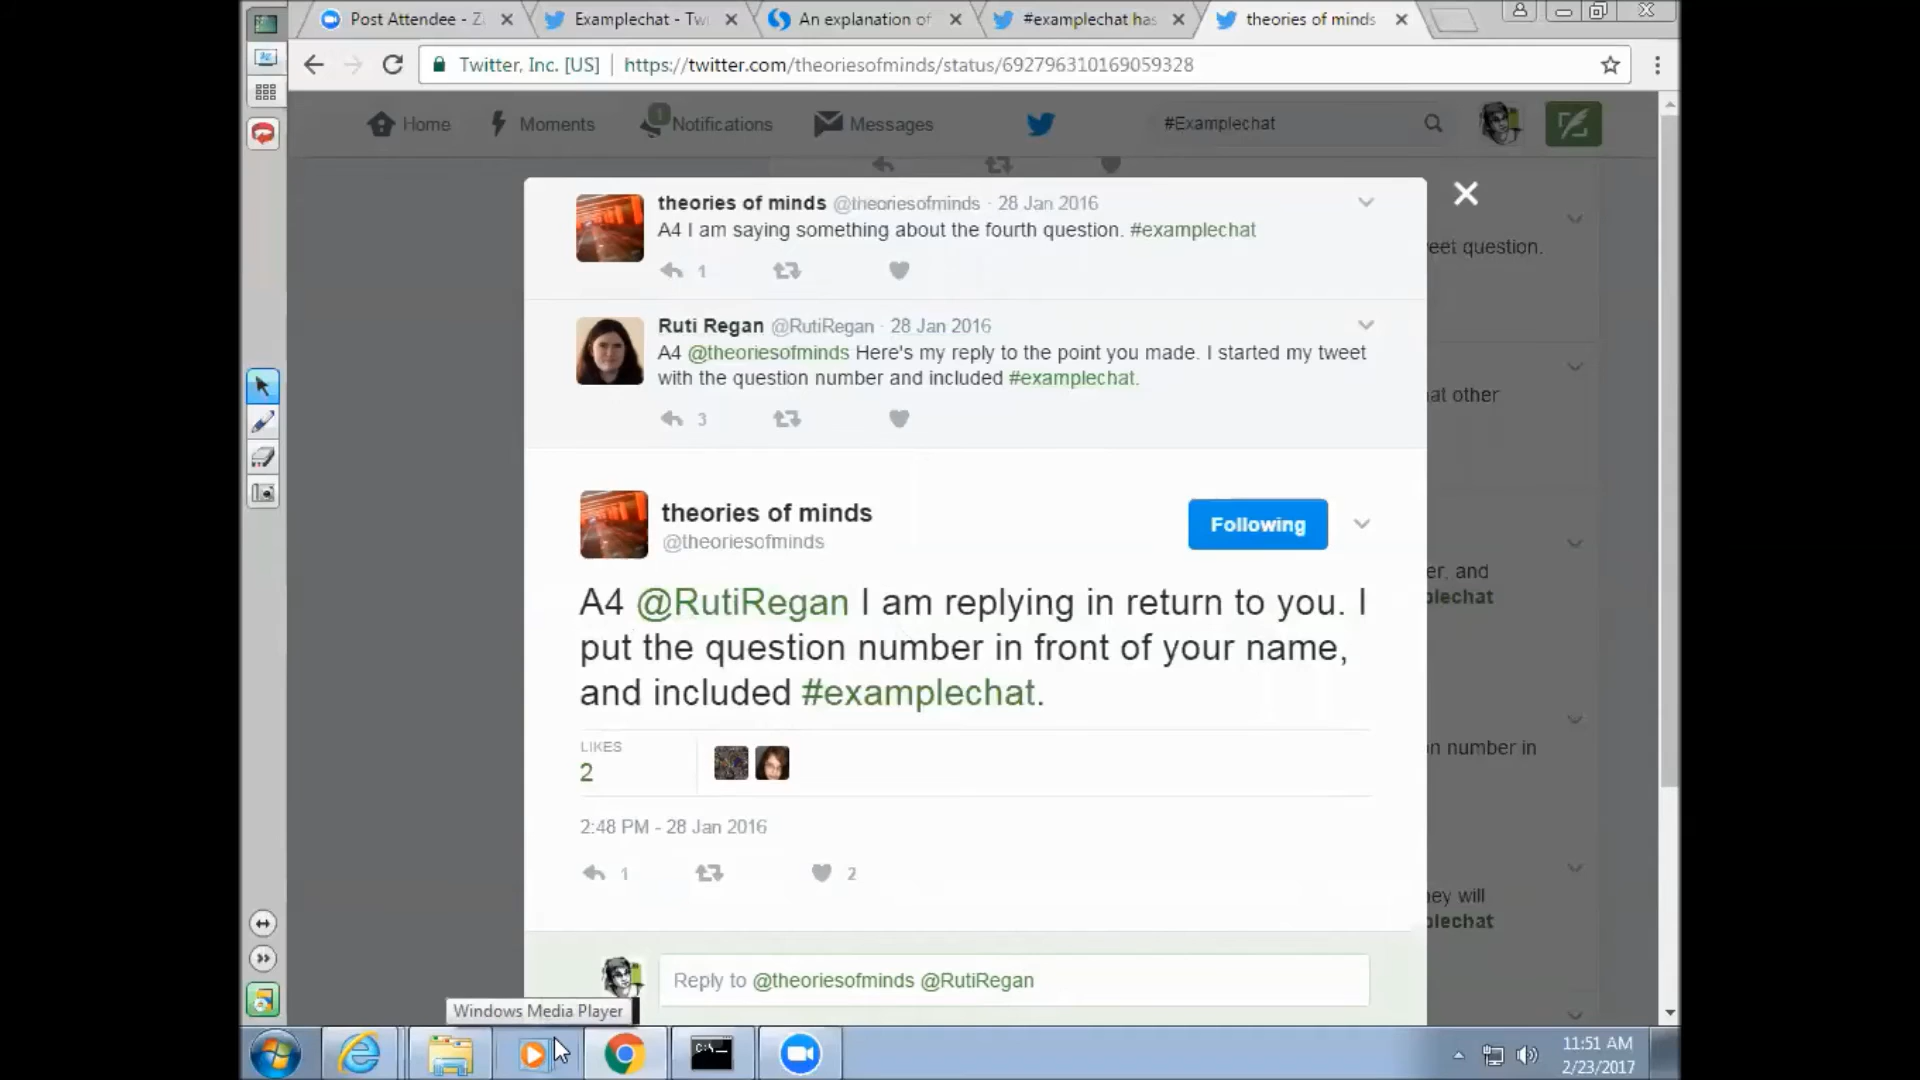 Post Attendee - Z
Examplechat - Tw
An explanation of
#examplechat has
theories of minds
Twitter, Inc. [US]
https://twitter.com/theoriesofminds/status/692796310169059328
Home
Moments
1
Notifications
Messages
#Examplechat
theories of minds @theoriesofminds · 28 Jan 2016
A4 I am saying something about the fourth question. #examplechat
1
Ruti Regan @RutiRegan · 28 Jan 2016
A4 @theoriesofminds Here's my reply to the point you made. I started my tweet
with the question number and included #examplechat.
3
theories of minds
@theoriesofminds
Following
A4 @RutiRegan I am replying in return to you. I
put the question number in front of your name,
and included #examplechat.
LIKES
2
2:48 PM - 28 Jan 2016
1
2
Reply to @theoriesofminds @RutiRegan
eet question.
at other
er, and
plechat
n number in
ey will
plechat
Windows Media Player
C:\
11:51 AM
2/23/2017